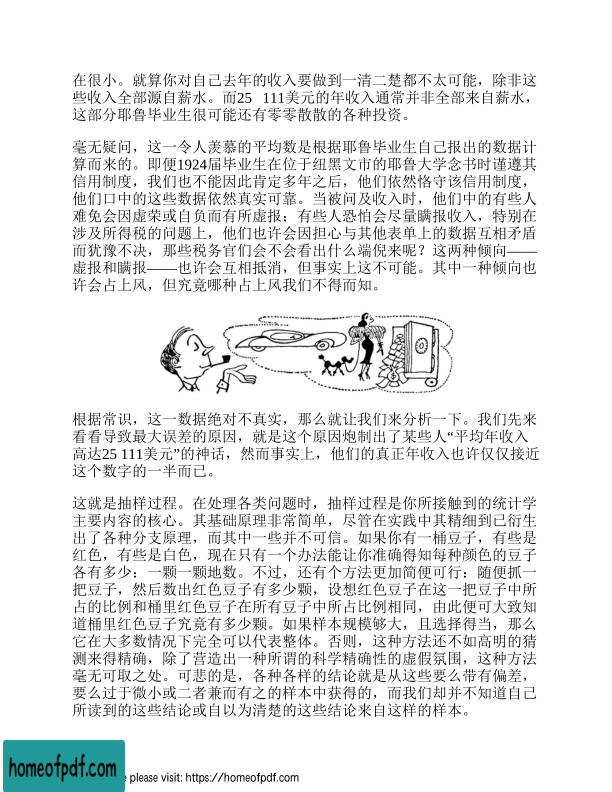 在很小。就算你对自己去年的收入要做到一清二楚都不太可能，除非这
些收入全部源自薪水。而25 111美元的年收入通常并非全部来自薪水，
这部分耶鲁毕业生很可能还有零零散散的各种投资。
毫无疑问，这一令人羡慕的平均数是根据耶鲁毕业生自己报出的数据计
算而来的。即便1924届毕业生在位于纽黑文市的耶鲁大学念书时谨遵其
信用制度，我们也不能因此肯定多年之后，他们依然恪守该信用制度，
他们口中的这些数据依然真实可靠。当被问及收入时，他们中的有些人
难免会因虚荣或自负而有所虚报；有些人恐怕会尽量瞒报收入，特别在
涉及所得税的问题上，他们也许会因担心与其他表单上的数据互相矛盾
而犹豫不决，那些税务官们会不会看出什么端倪来呢？这两种倾向——
虚报和瞒报——也许会互相抵消，但事实上这不可能。其中一种倾向也
许会占上风，但究竟哪种占上风我们不得而知。
根据常识，这一数据绝对不真实，那么就让我们来分析一下。我们先来
看看导致最大误差的原因，就是这个原因炮制出了某些人“平均年收入
高达25 111美元”的神话，然而事实上，他们的真正年收入也许仅仅接近
这个数字的一半而已。
这就是抽样过程。在处理各类问题时，抽样过程是你所接触到的统计学
主要内容的核心。其基础原理非常简单，尽管在实践中其精细到已衍生
出了各种分支原理，而其中一些并不可信。如果你有一桶豆子，有些是
红色，有些是白色，现在只有一个办法能让你准确得知每种颜色的豆子
各有多少：一颗一颗地数。不过，还有个方法更加简便可行：随便抓一
把豆子，然后数出红色豆子有多少颗，设想红色豆子在这一把豆子中所
占的比例和桶里红色豆子在所有豆子中所占比例相同，由此便可大致知
道桶里红色豆子究竟有多少颗。如果样本规模够大，且选择得当，那么
它在大多数情况下完全可以代表整体。否则，这种方法还不如高明的猜
测来得精确，除了营造出一种所谓的科学精确性的虚假氛围，这种方法
毫无可取之处。可悲的是，各种各样的结论就是从这些要么带有偏差，
要么过于微小或二者兼而有之的样本中获得的，而我们却并不知道自己
所读到的这些结论或自以为清楚的这些结论来自这样的样本。
homeofpdf.com
please visit: https://homeofpdf.com